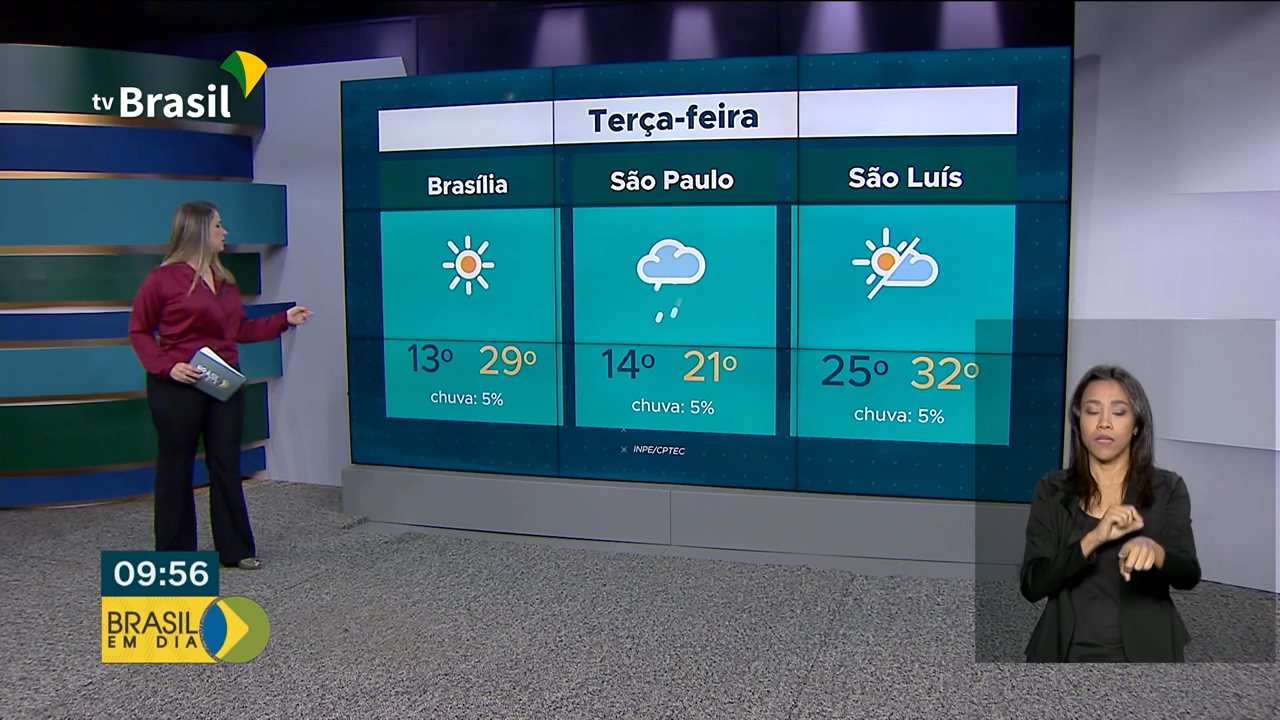 tv Brasil
Terça-feira
Brasília
São Paulo
São Luís
13º 29º
14º 21º
25º 32º
chuva: 5%
chuva: 5%
chuva: 5%
INPE/CPTEC
09:56
BRASIL
EM DIA
BRASIL